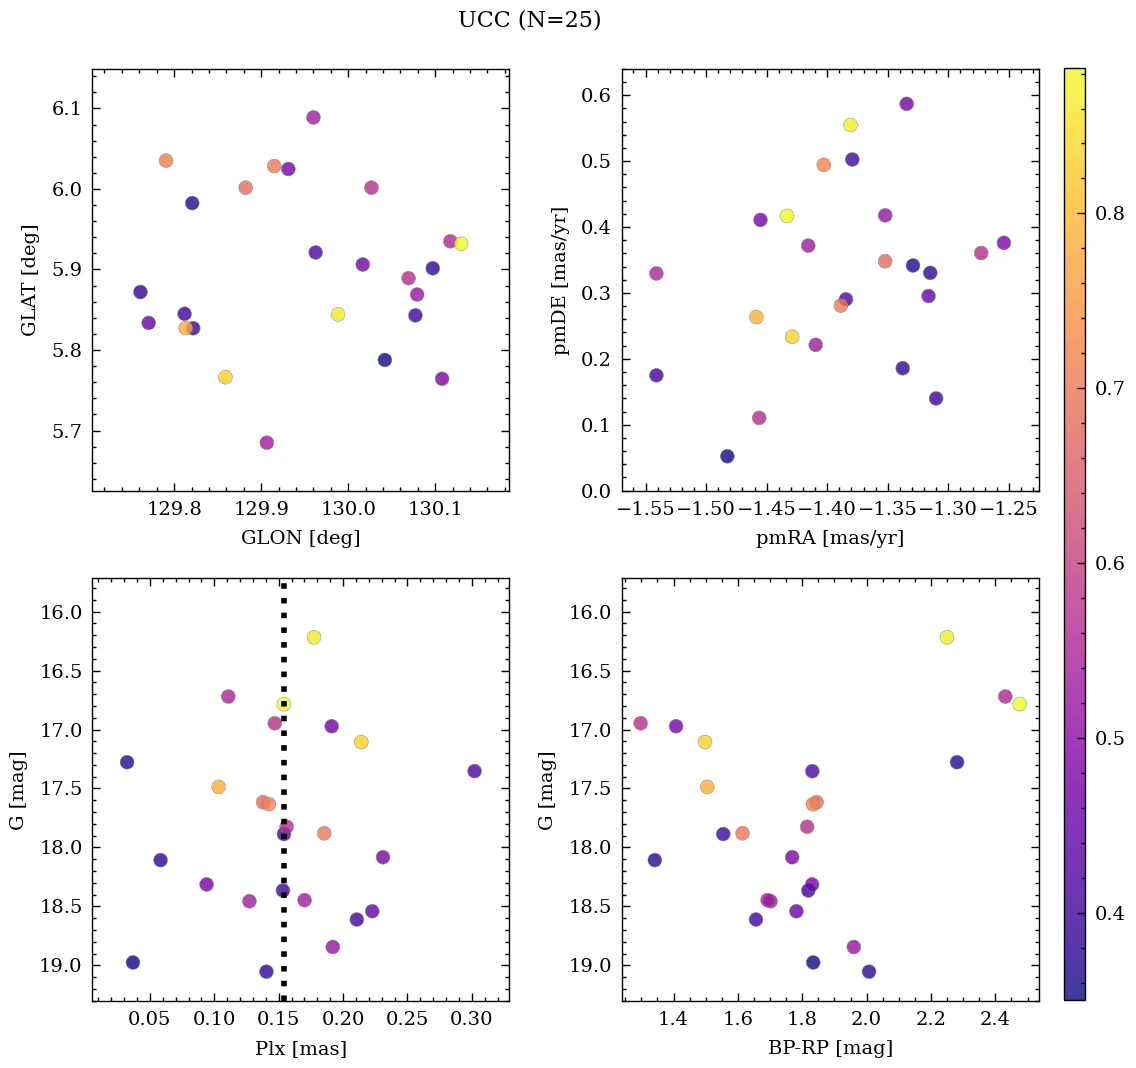 UCC (N=25)
6.1
6.0
5.9
5.8
5.7
GLAT [deg]
129.8 129.9 130.0 130.1
GLON [deg]
0.6
0.5
0.4
0.3
0.2
0.1
0.0
pmDE [mas/yr]
−1.55 −1.50 −1.45 −1.40 −1.35 −1.30 −1.25
pmRA [mas/yr]
16.0
16.5
17.0
17.5
18.0
18.5
19.0
G [mag]
0.05 0.10 0.15 0.20 0.25 0.30
Plx [mas]
16.0
16.5
17.0
17.5
18.0
18.5
19.0
G [mag]
1.4 1.6 1.8 2.0 2.2 2.4
BP-RP [mag]
0.8
0.7
0.6
0.5
0.4